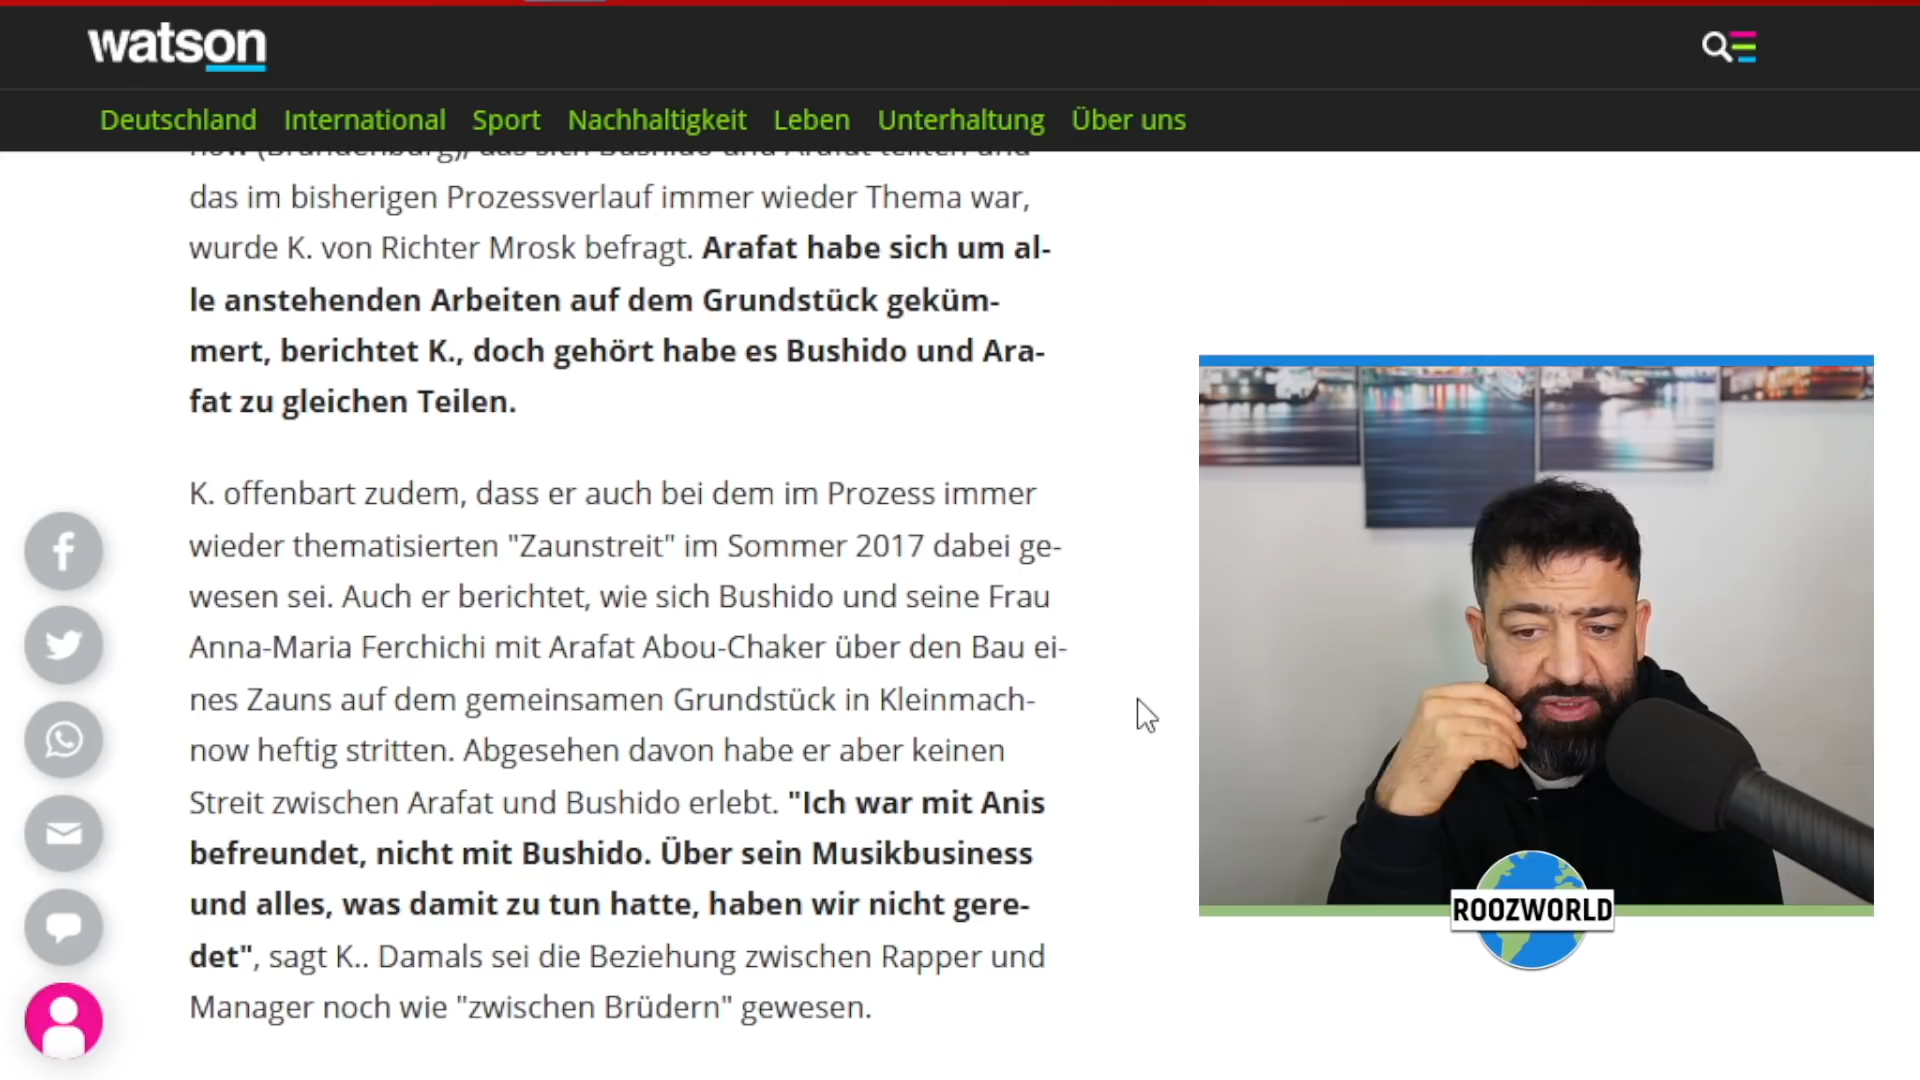 watson
Deutschland International Sport Nachhaltigkeit Leben Unterhaltung Über uns
das im bisherigen Prozessverlauf immer wieder Thema war,
wurde K. von Richter Mrosk befragt. Arafat habe sich um al-
le anstehenden Arbeiten auf dem Grundstück geküm-
mert, berichtet K., doch gehört habe es Bushido und Ara-
fat zu gleichen Teilen.
K. offenbart zudem, dass er auch bei dem im Prozess immer
wieder thematisierten "Zaunstreit" im Sommer 2017 dabei ge-
wesen sei. Auch er berichtet, wie sich Bushido und seine Frau
Anna-Maria Ferchichi mit Arafat Abou-Chaker über den Bau ei-
nes Zauns auf dem gemeinsamen Grundstück in Kleinmach-
now heftig stritten. Abgesehen davon habe er aber keinen
Streit zwischen Arafat und Bushido erlebt. "Ich war mit Anis
befreundet, nicht mit Bushido. Über sein Musikbusiness
und alles, was damit zu tun hatte, haben wir nicht gere-
det", sagt K.. Damals sei die Beziehung zwischen Rapper und
Manager noch wie "zwischen Brüdern" gewesen.
ROOZWORLD